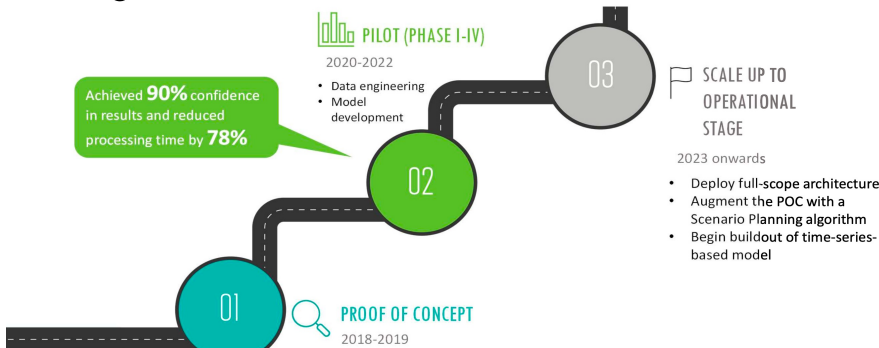 PILOT (PHASE I-IV)
2020-2022
• Data engineering
• Model
development
Achieved 90% confidence
in results and reduced
processing time by 78%
03
SCALE UP TO
OPERATIONAL
STAGE
2023 onwards
• Deploy full-scope architecture
• Augment the POC with a
Scenario Planning algorithm
• Begin buildout of time-series-
based model
02
01
PROOF OF CONCEPT
2018-2019